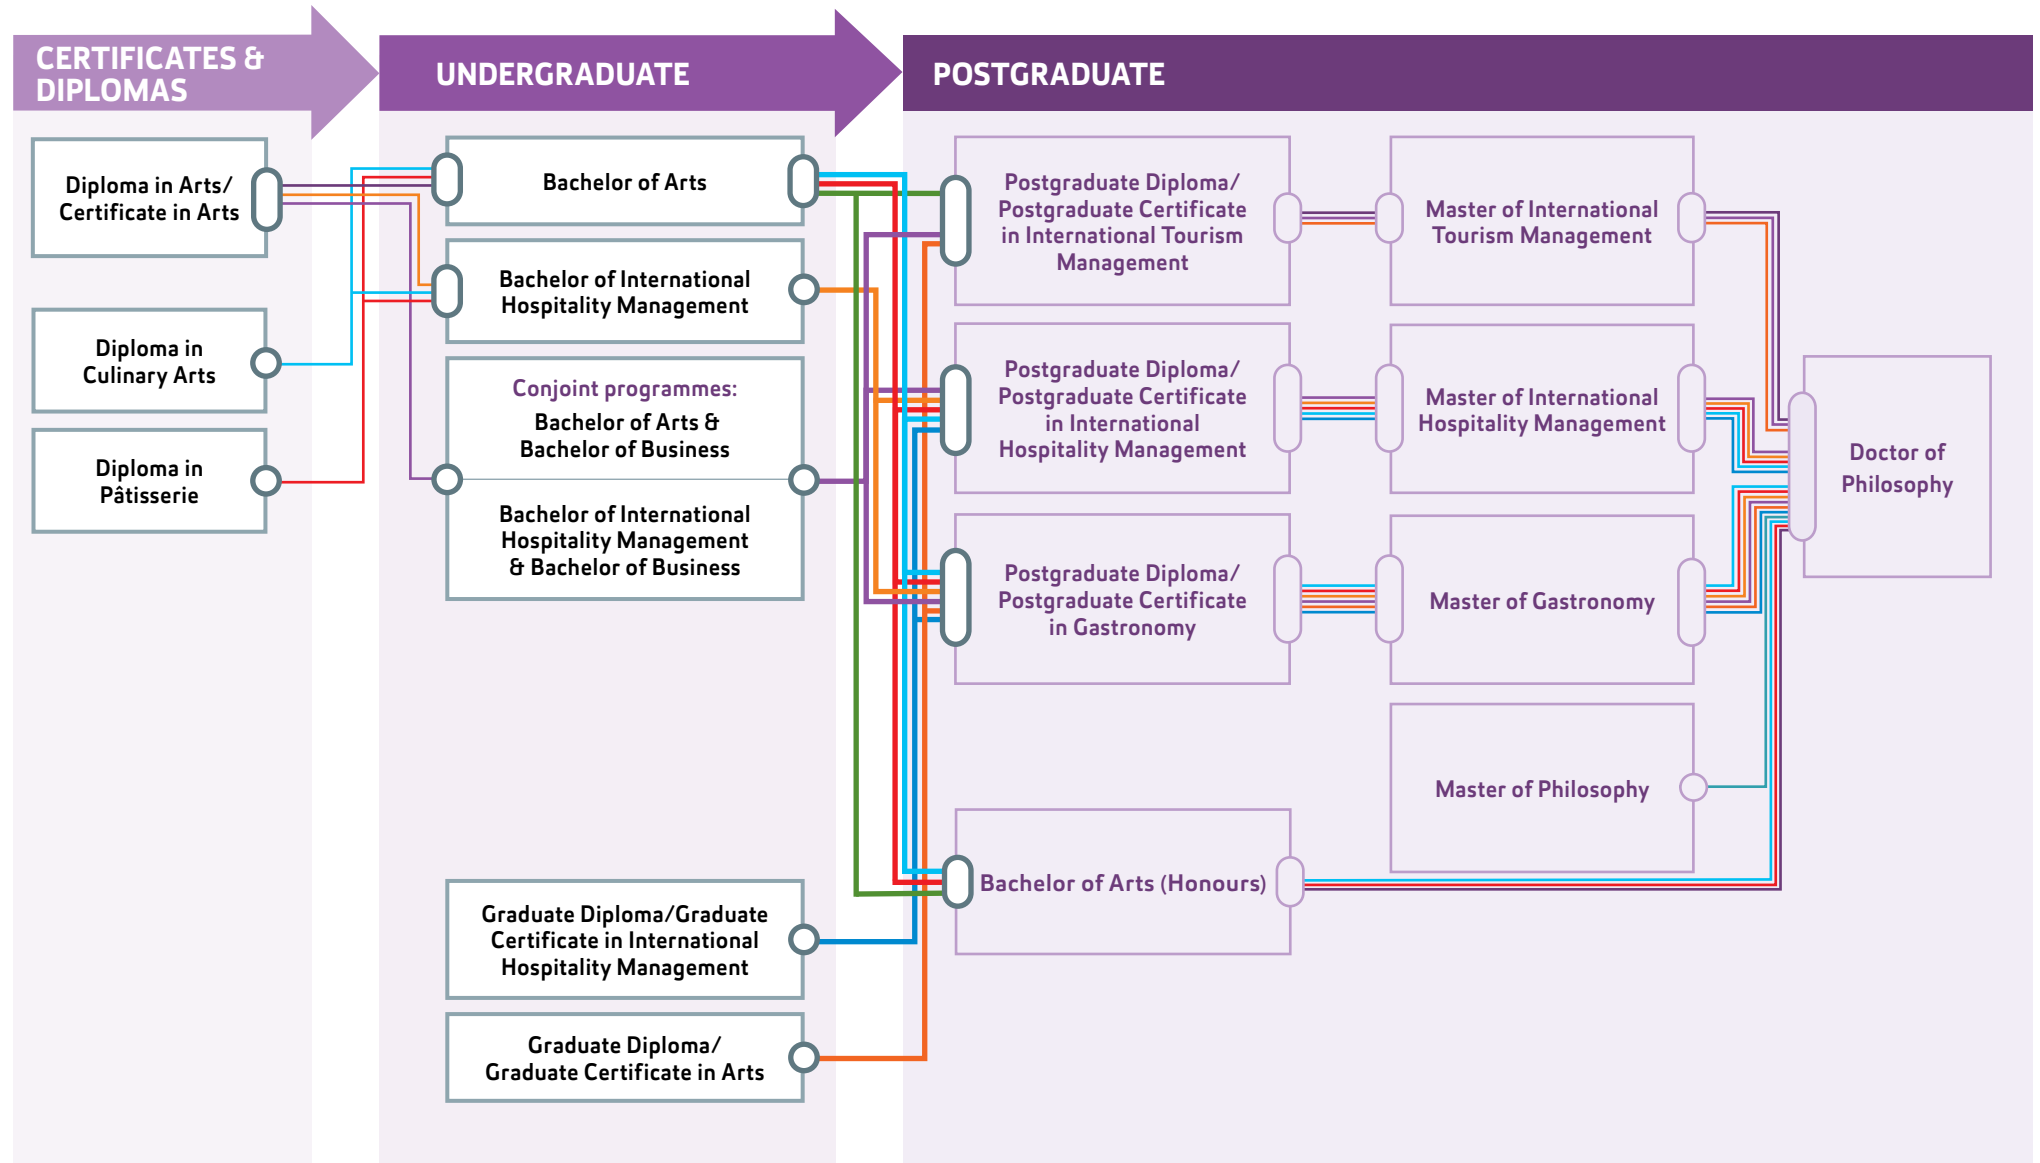 CERTIFICATES &
DIPLOMAS
UNDERGRADUATE
POSTGRADUATE
Diploma in Arts/
Certificate in Arts
Diploma in
Culinary Arts
Diploma in
Pâtisserie
Bachelor of Arts
Bachelor of International
Hospitality Management
Conjoint programmes:
Bachelor of Arts &
Bachelor of Business
Bachelor of International
Hospitality Management
& Bachelor of Business
Graduate Diploma/Graduate
Certificate in International
Hospitality Management
Graduate Diploma/
Graduate Certificate in Arts
Postgraduate Diploma/
Postgraduate Certificate
in International Tourism
Management
Postgraduate Diploma/
Postgraduate Certificate
in International
Hospitality Management
Postgraduate Diploma/
Postgraduate Certificate
in Gastronomy
Bachelor of Arts (Honours)
Master of International
Tourism Management
Master of International
Hospitality Management
Master of Gastronomy
Master of Philosophy
Doctor of
Philosophy